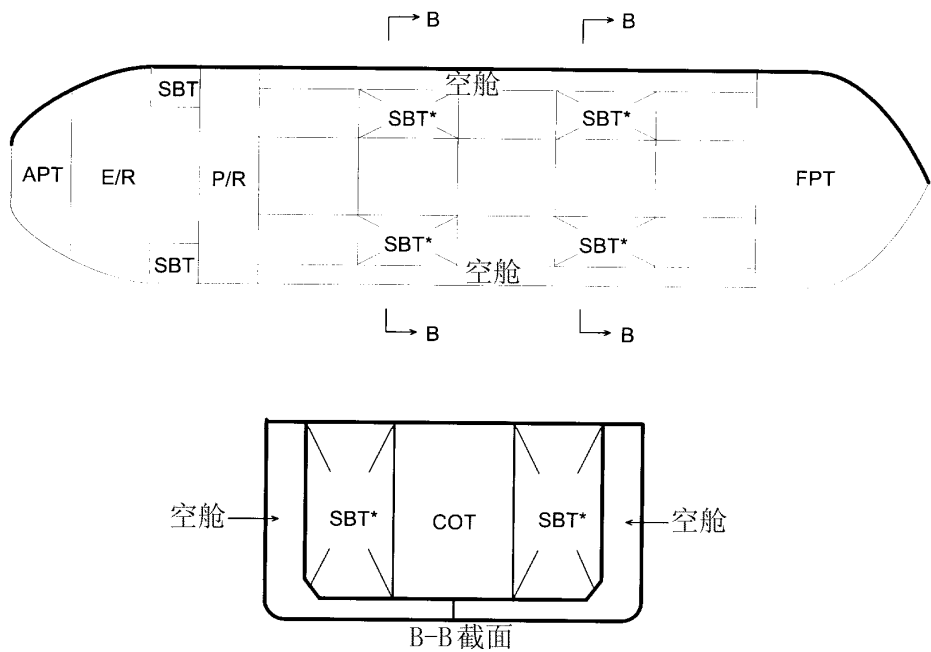 B B
SBT 空舱
SBT* SBT*
APT E/R P/R FPT
SBT* SBT*
SBT 空舱
B B
空舱 SBT* COT SBT* 空舱
B-B截面